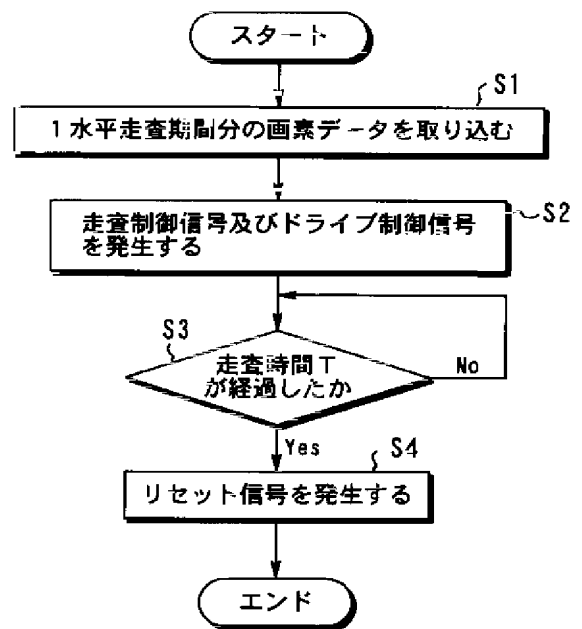 スタート
S1
1水平走査期間分の画素データを取り込む
S2
走査制御信号及びドライブ制御信号
を発生する
S3
走査時間T
が経過したか
No
Yes
S4
リセット信号を発生する
エンド